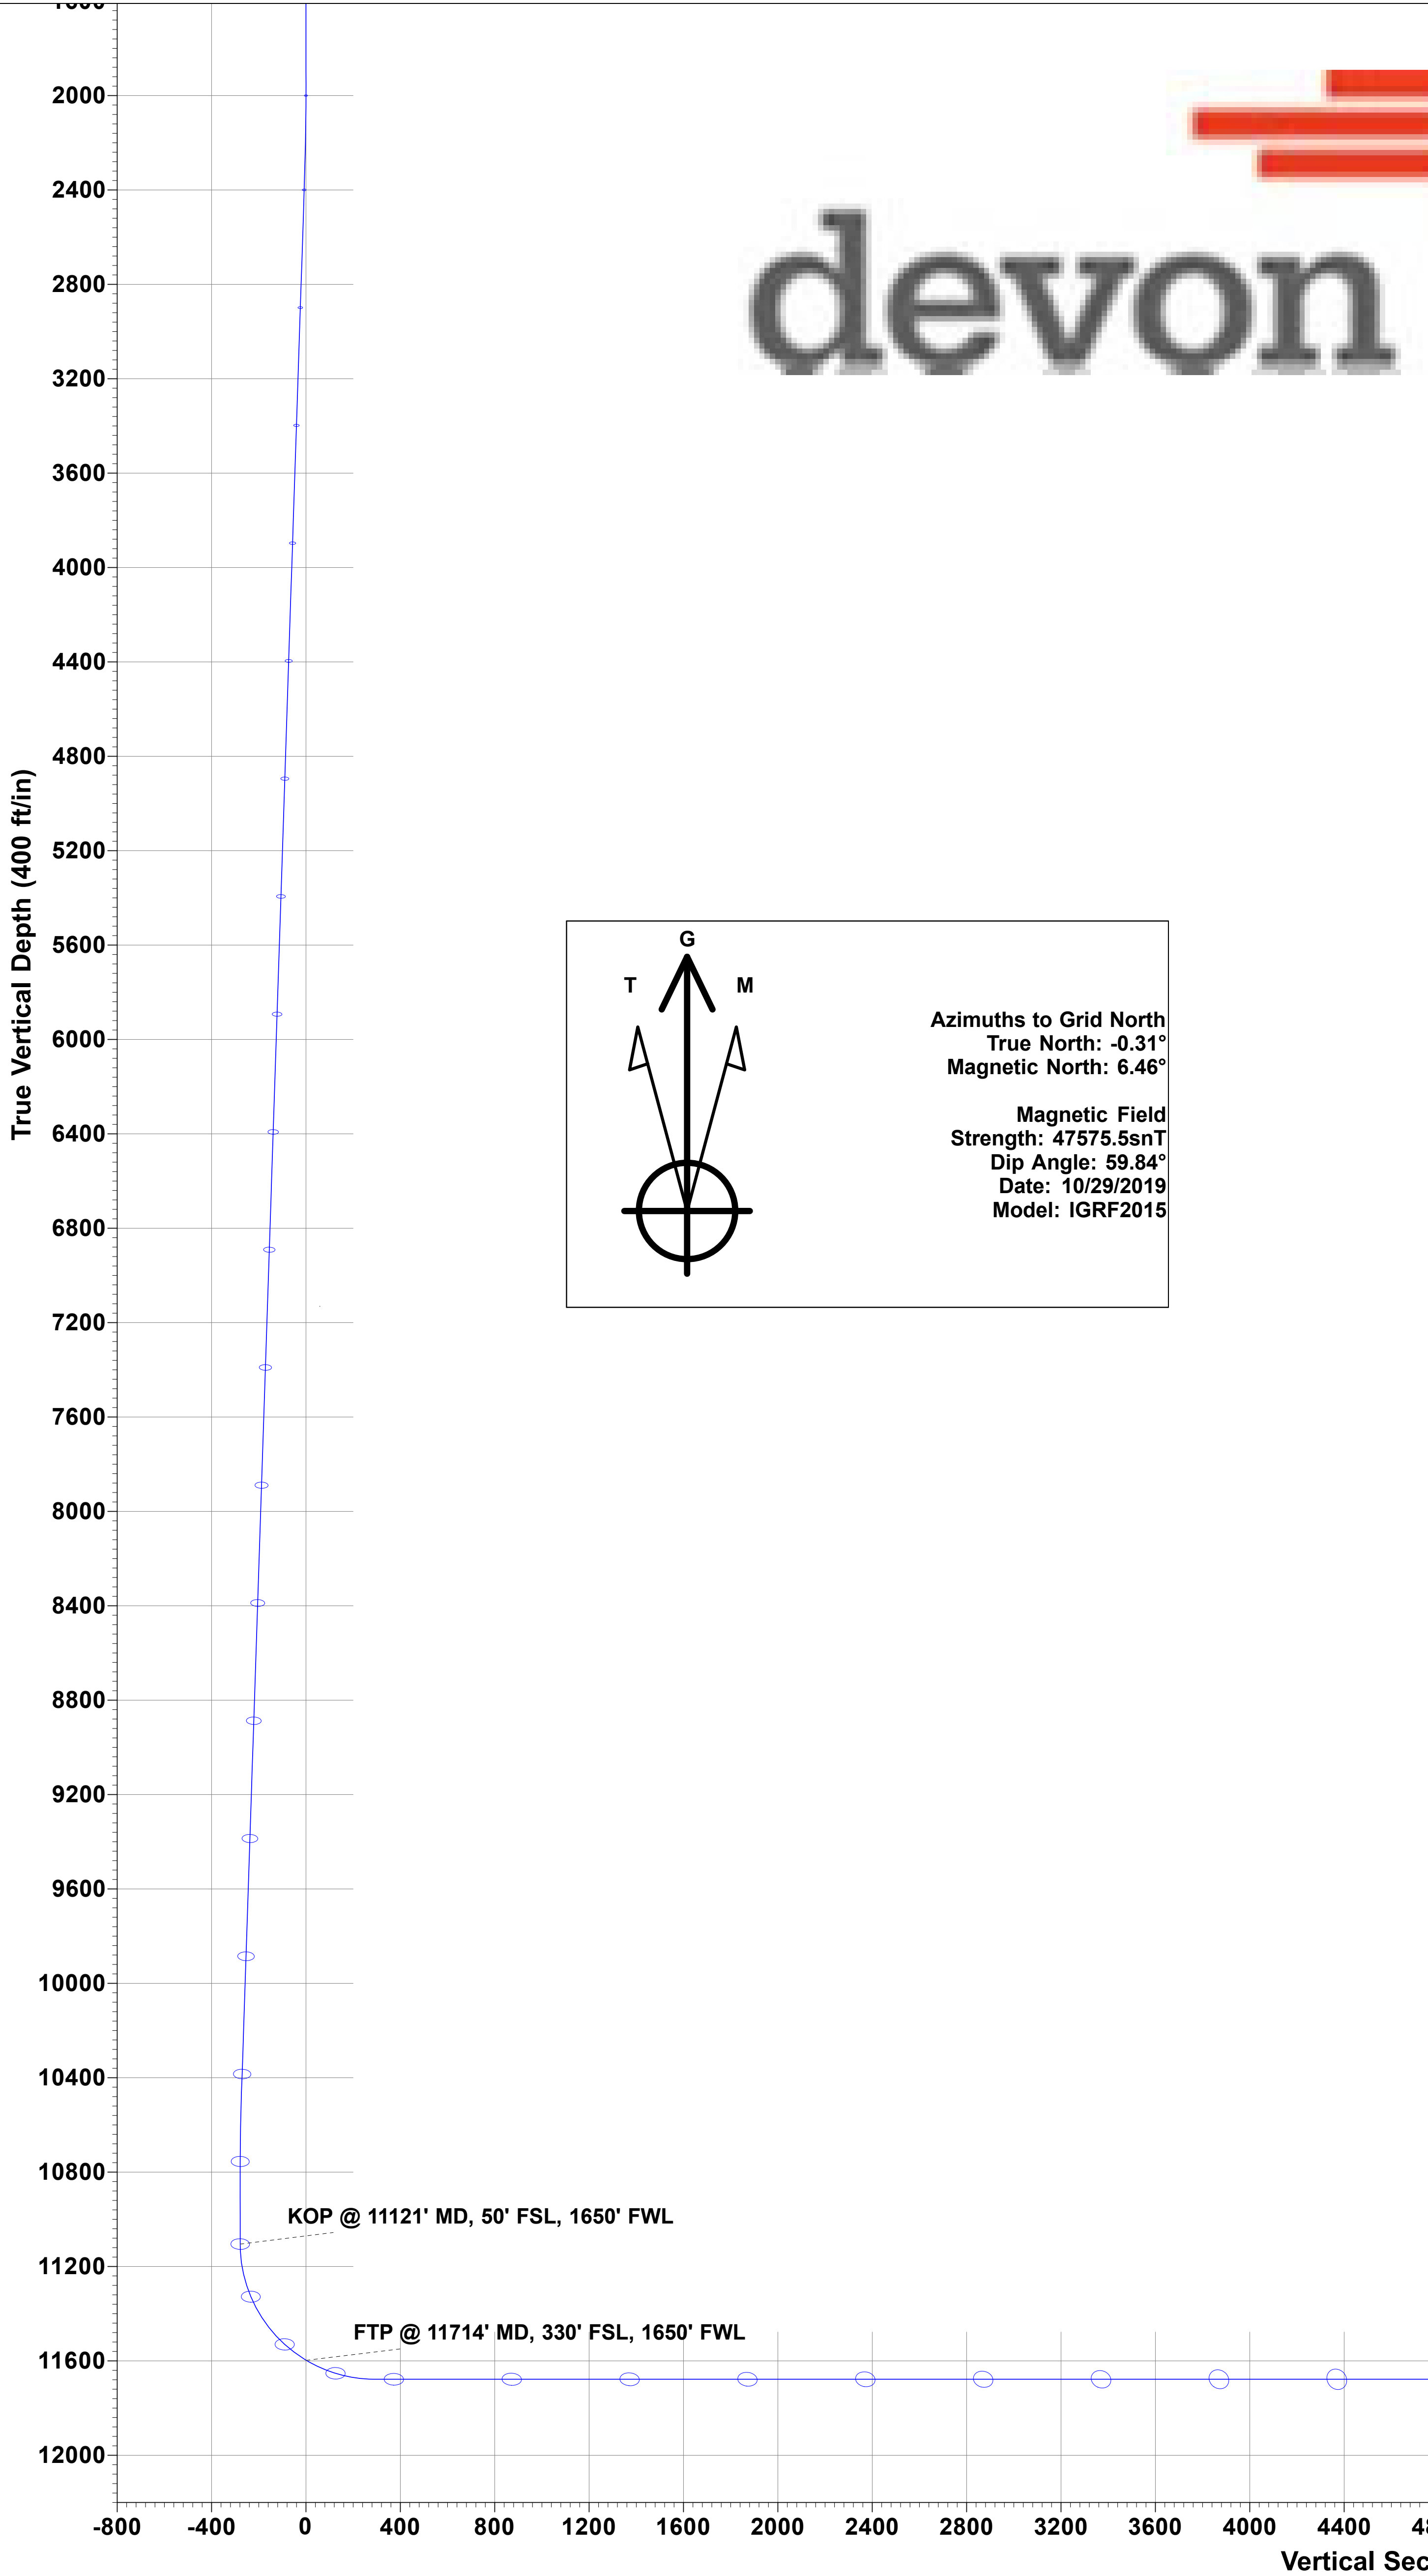 2000
devon
2400
2800
3200
3600
4000
4400
4800
5200
5600
6000
6400
6800
7200
7600
8000
8400
8800
9200
9600
10000
10400
10800
11200
11600
12000
True Vertical Depth (400 ft/in)
G
T M
Azimuths to Grid North
True North: -0.31°
Magnetic North: 6.46°
Magnetic Field
Strength: 47575.5snT
Dip Angle: 59.84°
Date: 10/29/2019
Model: IGRF2015
KOP @ 11121' MD, 50' FSL, 1650' FWL
FTP @ 11714' MD, 330' FSL, 1650' FWL
-800 -400 0 400 800 1200 1600 2000 2400 2800 3200 3600 4000 4400
Vertical Sec